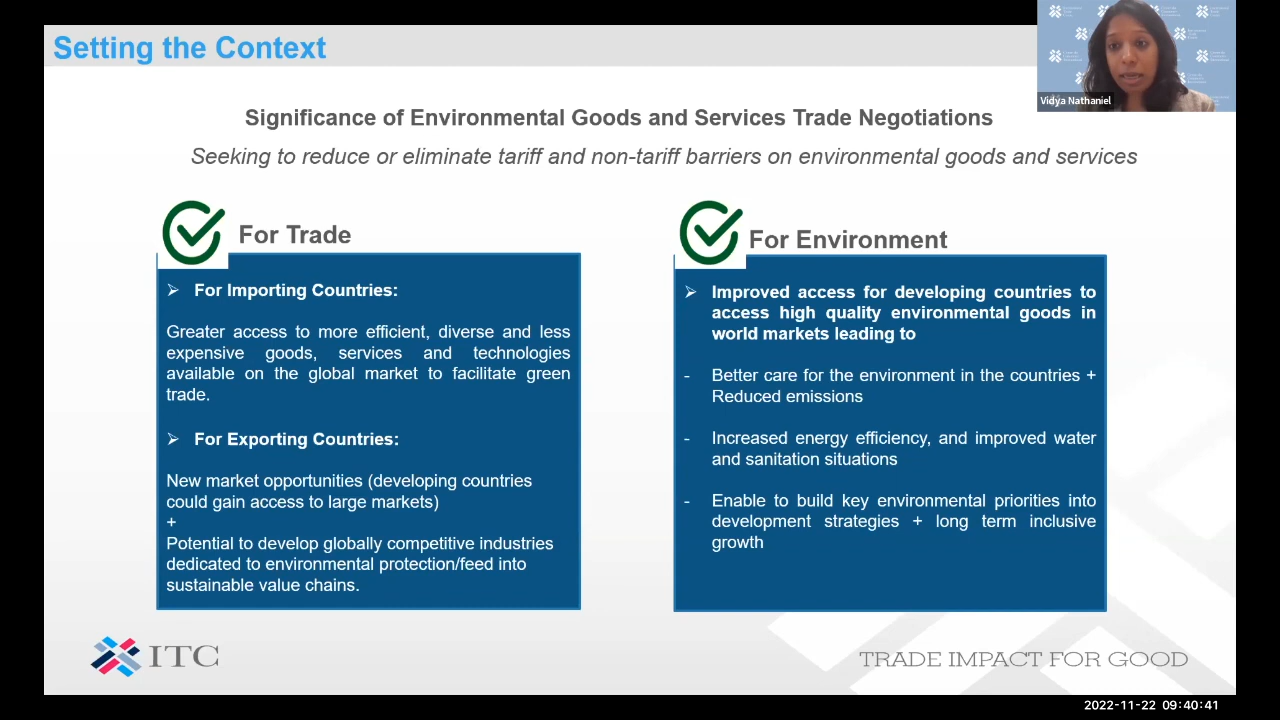 Setting the Context
Vidya Nathaniel
Significance of Environmental Goods and Services Trade Negotiations
Seeking to reduce or eliminate tariff and non-tariff barriers on environmental goods and services
For Trade
➢ For Importing Countries:
Greater access to more efficient, diverse and less
expensive goods, services and technologies
available on the global market to facilitate green
trade.
➢ For Exporting Countries:
New market opportunities (developing countries
could gain access to large markets)
+
Potential to develop globally competitive industries
dedicated to environmental protection/feed into
sustainable value chains.
For Environment
➢ Improved access for developing countries to
access high quality environmental goods in
world markets leading to
- Better care for the environment in the countries +
Reduced emissions
- Increased energy efficiency, and improved water
and sanitation situations
- Enable to build key environmental priorities into
development strategies + long term inclusive
growth
ITC
TRADE IMPACT FOR GOOD
2022-11-22 09:40:41